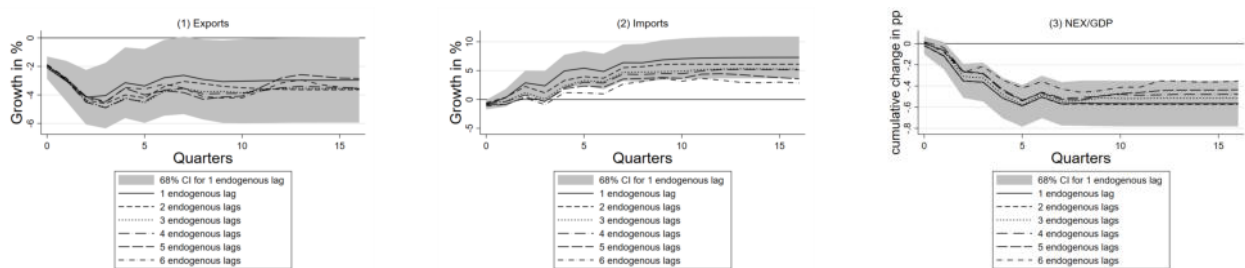 (1) Exports
Growth in %
0
-2
-4
-6
0 5 10 15
Quarters
68% CI for 1 endogenous lag
1 endogenous lag
2 endogenous lags
3 endogenous lags
4 endogenous lags
5 endogenous lags
6 endogenous lags
(2) Imports
Growth in %
10
5
0
-5
0 5 10 15
Quarters
68% CI for 1 endogenous lag
1 endogenous lag
2 endogenous lags
3 endogenous lags
4 endogenous lags
5 endogenous lags
6 endogenous lags
(3) NEX/GDP
cumulative change in pp
0
-.2
-.4
-.6
-.8
0 5 10 15
Quarters
68% CI for 1 endogenous lag
1 endogenous lag
2 endogenous lags
3 endogenous lags
4 endogenous lags
5 endogenous lags
6 endogenous lags